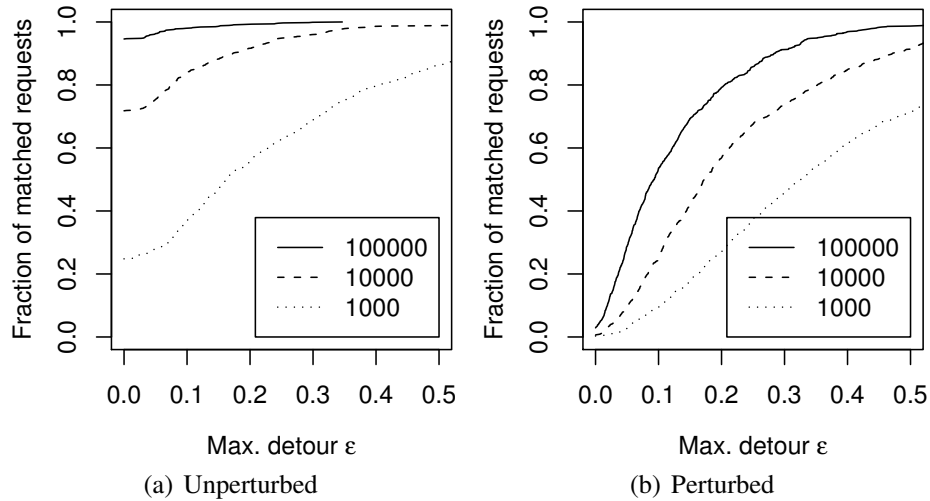 Fraction of matched requests
1.0
0.8
0.6
0.4
0.2
0.0
100000
10000
1000
0.0 0.1 0.2 0.3 0.4 0.5
Max. detour ε
(a) Unperturbed
Fraction of matched requests
1.0
0.8
0.6
0.4
0.2
0.0
100000
10000
1000
0.0 0.1 0.2 0.3 0.4 0.5
Max. detour ε
(b) Perturbed